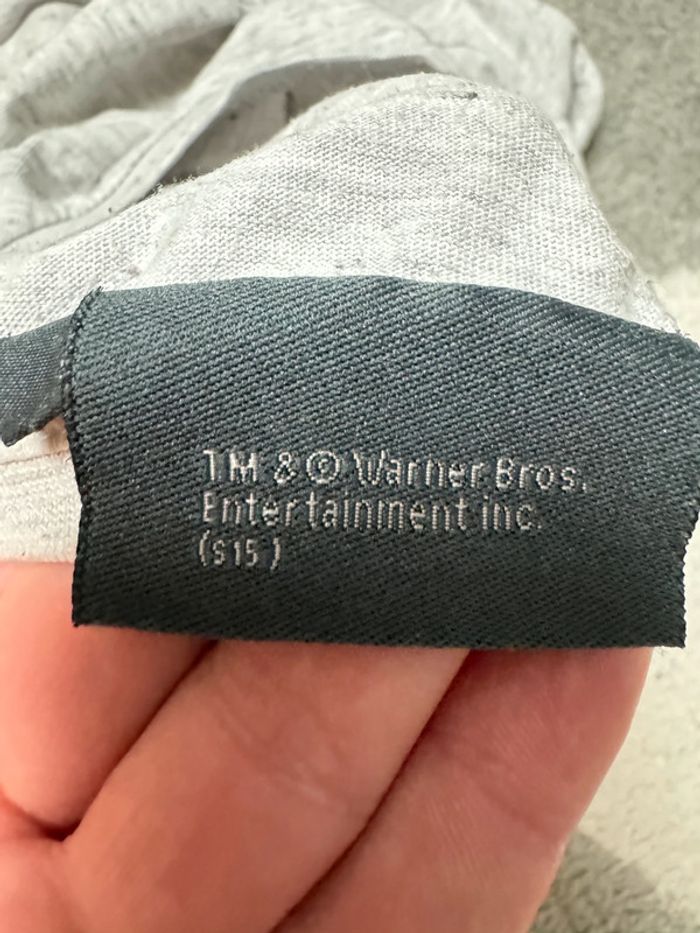 TM & © Warner Bros.
Entertainment inc.
(s15)